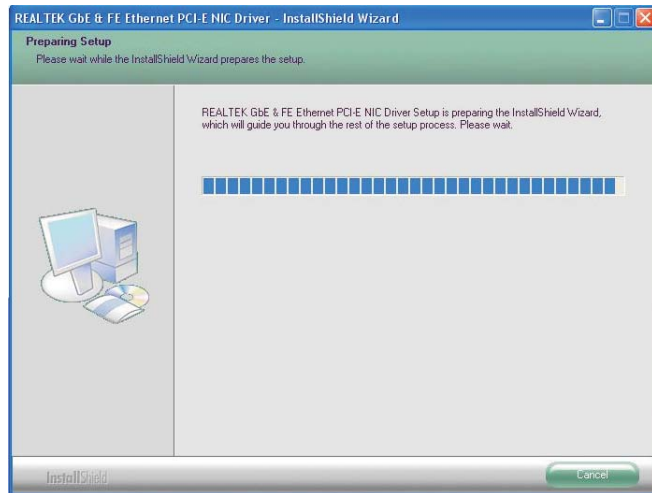 REALTEK GbE & FE Ethernet PCI-E NIC Driver - InstallShield Wizard
Preparing Setup
Please wait while the InstallShield Wizard prepares the setup.
REALTEK GbE & FE Ethernet PCI-E NIC Driver Setup is preparing the InstallShield Wizard,
which will guide you through the rest of the setup process. Please wait.
InstallShield
Cancel